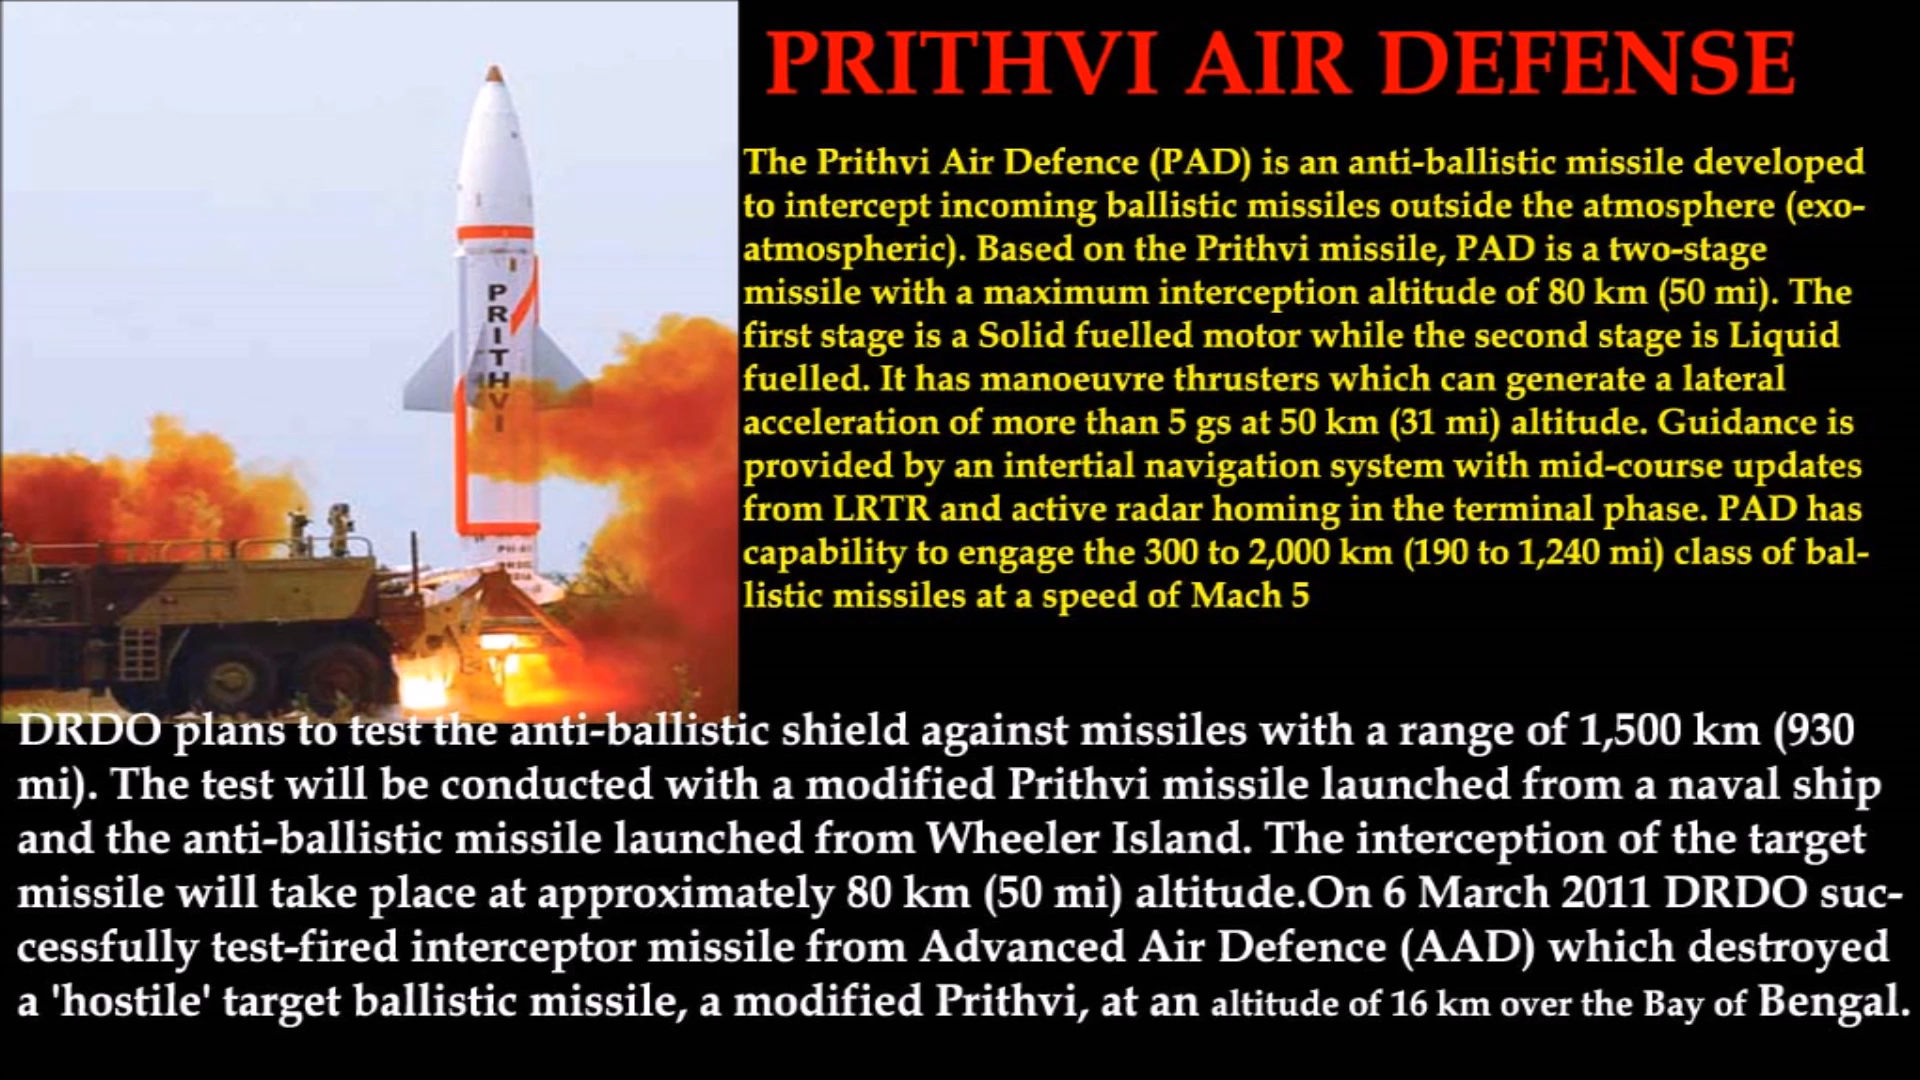 PRITHVI AIR DEFENSE
The Prithvi Air Defence (PAD) is an anti-ballistic missile developed
to intercept incoming ballistic missiles outside the atmosphere (exo-
atmospheric). Based on the Prithvi missile, PAD is a two-stage
missile with a maximum interception altitude of 80 km (50 mi). The
first stage is a Solid fuelled motor while the second stage is Liquid
fuelled. It has manoeuvre thrusters which can generate a lateral
acceleration of more than 5 gs at 50 km (31 mi) altitude. Guidance is
provided by an intertial navigation system with mid-course updates
from LRTR and active radar homing in the terminal phase. PAD has
capability to engage the 300 to 2,000 km (190 to 1,240 mi) class of bal-
listic missiles at a speed of Mach 5
PRITHVI
DRDO plans to test the anti-ballistic shield against missiles with a range of 1,500 km (930
mi). The test will be conducted with a modified Prithvi missile launched from a naval ship
and the anti-ballistic missile launched from Wheeler Island. The interception of the target
missile will take place at approximately 80 km (50 mi) altitude.On 6 March 2011 DRDO suc-
cessfully test-fired interceptor missile from Advanced Air Defence (AAD) which destroyed
a 'hostile' target ballistic missile, a modified Prithvi, at an altitude of 16 km over the Bay of Bengal.